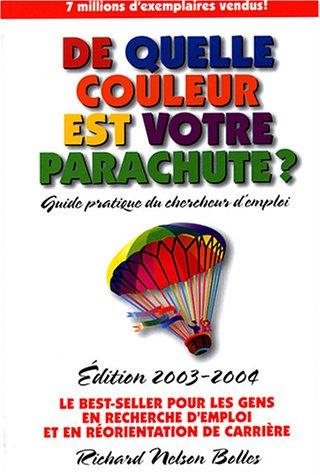 7 millions d'exemplaires vendus!
DE QUELLE
COULEUR
EST VOTRE
PARACHUTE?
Guide pratique du chercheur d'emploi
Édition 2003-2004
LE BEST-SELLER POUR LES GENS
EN RECHERCHE D'EMPLOI
ET EN RÉORIENTATION DE CARRIÈRE
Richard Nelson Bolles